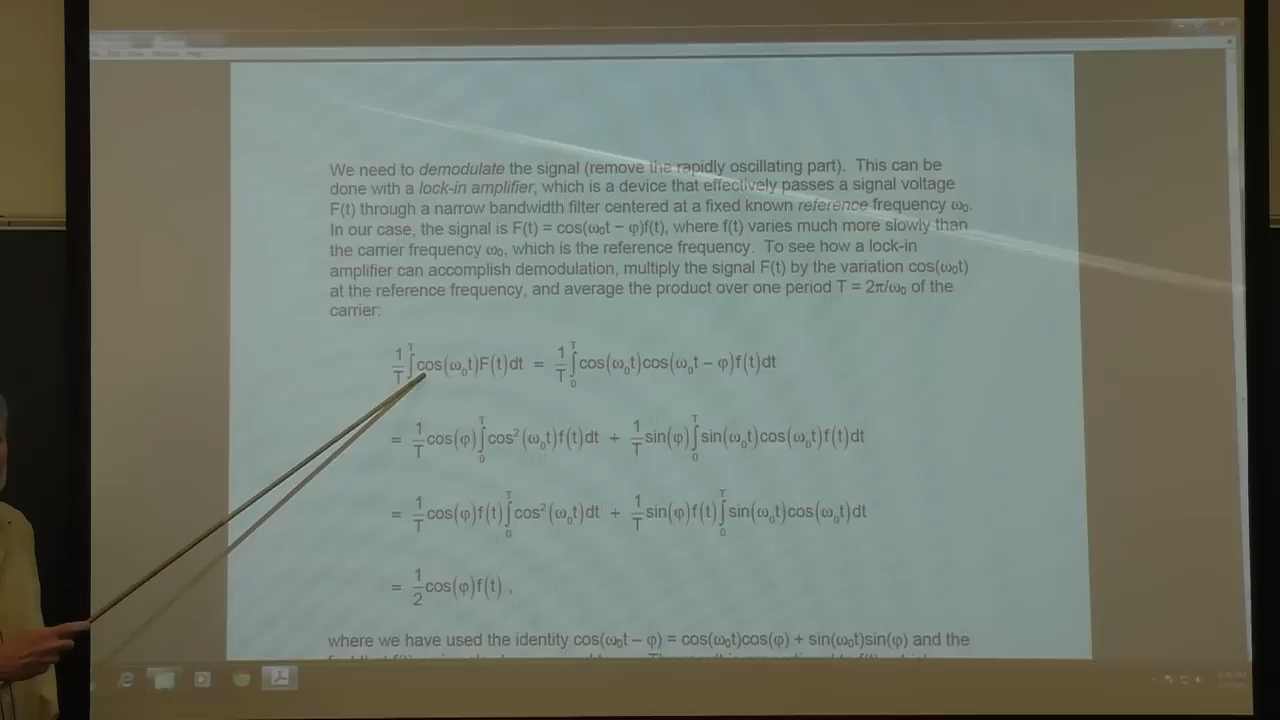 We need to demodulate the signal (remove the rapidly oscillating part). This can be
done with a lock-in amplifier, which is a device that effectively passes a signal voltage
F(t) through a narrow bandwidth filter centered at a fixed known reference frequency ω₀.
In our case, the signal is F(t) = cos(ω₀t − φ)f(t), where f(t) varies much more slowly than
the carrier frequency ω₀, which is the reference frequency. To see how a lock-in
amplifier can accomplish demodulation, multiply the signal F(t) by the variation cos(ω₀t)
at the reference frequency, and average the product over one period T = 2π/ω₀ of the
carrier:
1/T ∫ᵀ cos(ω₀t)F(t)dt = 1/T ∫₀ᵀ cos(ω₀t)cos(ω₀t − φ)f(t)dt
= 1/T cos(φ) ∫₀ᵀ cos²(ω₀t)f(t)dt + 1/T sin(φ) ∫₀ᵀ sin(ω₀t)cos(ω₀t)f(t)dt
= 1/T cos(φ)f(t) ∫₀ᵀ cos²(ω₀t)dt + 1/T sin(φ)f(t) ∫₀ᵀ sin(ω₀t)cos(ω₀t)dt
= 1/2 cos(φ)f(t) ,
where we have used the identity cos(ω₀t − φ) = cos(ω₀t)cos(φ) + sin(ω₀t)sin(φ) and the